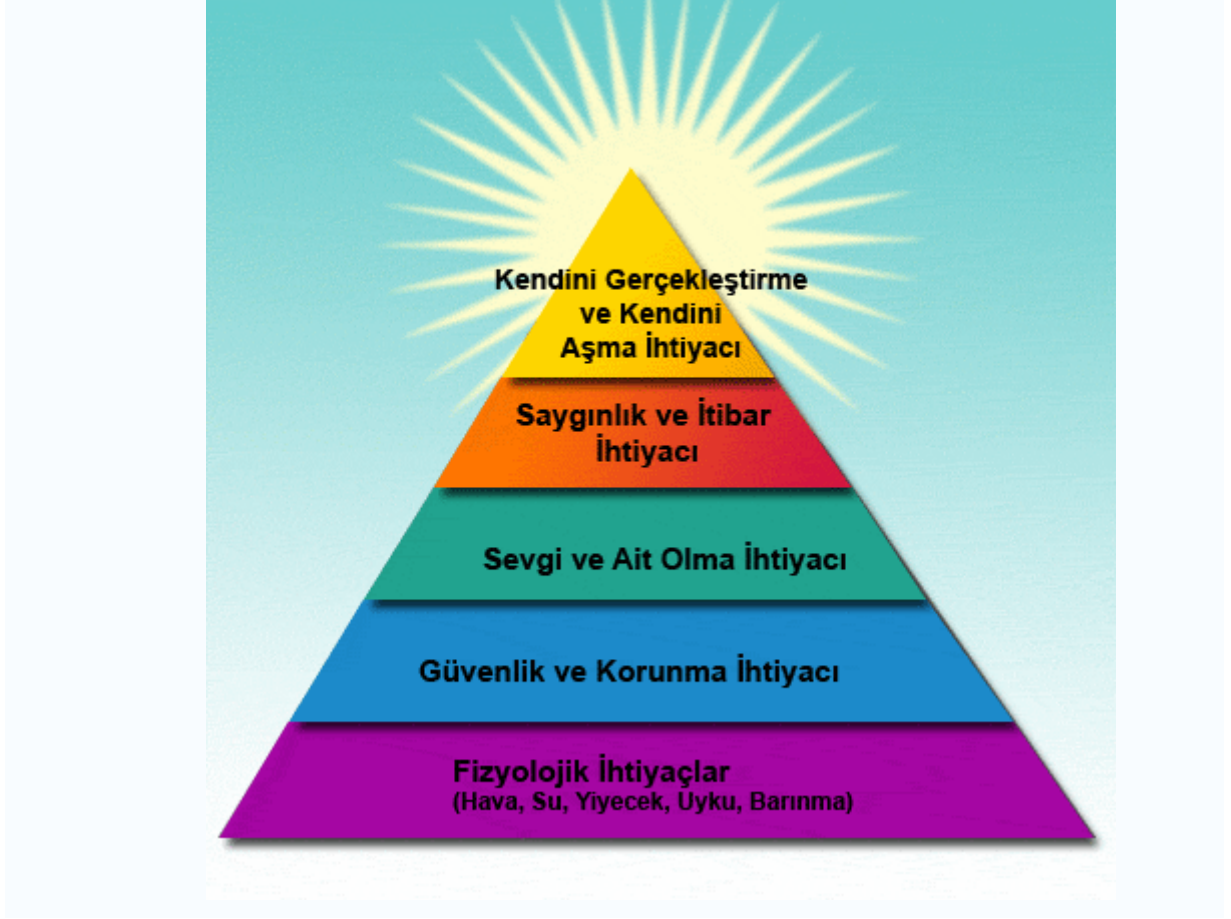 Kendini Gerçekleştirme
ve Kendini
Aşma İhtiyacı
Saygınlık ve İtibar
İhtiyacı
Sevgi ve Ait Olma İhtiyacı
Güvenlik ve Korunma İhtiyacı
Fizyolojik İhtiyaçlar
(Hava, Su, Yiyecek, Uyku, Barınma)